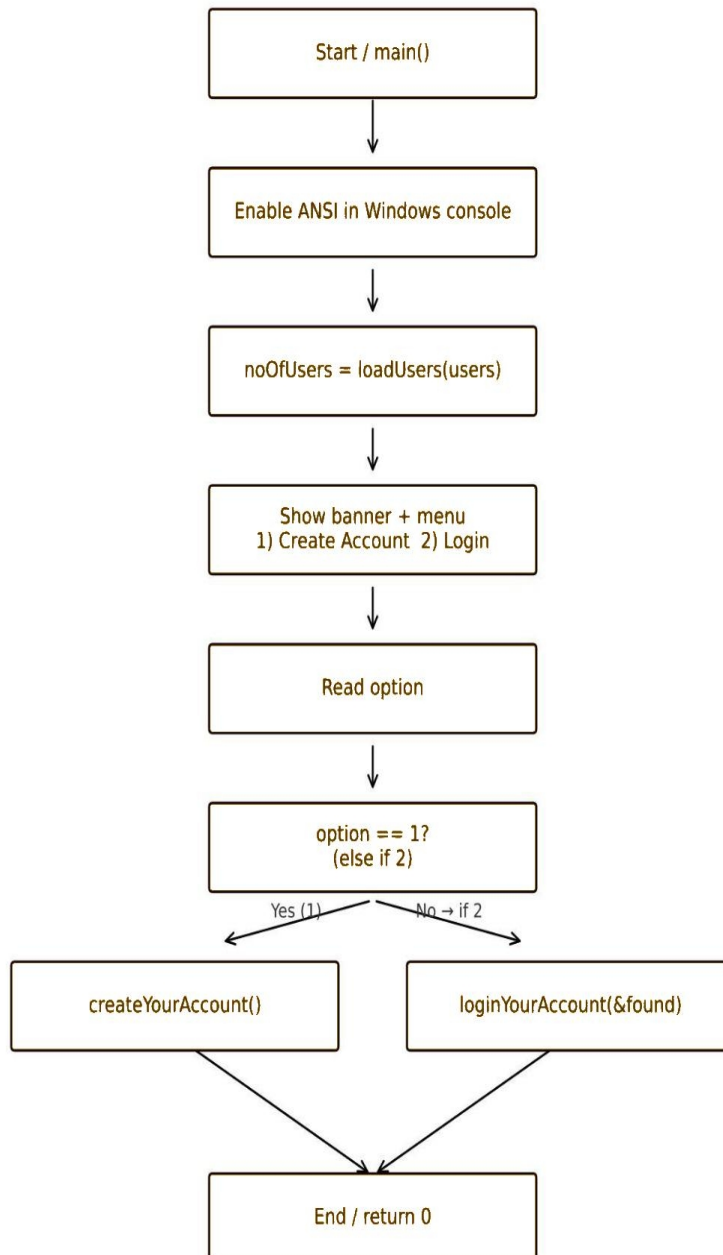 Start / main()
Enable ANSI in Windows console
noOfUsers = loadUsers(users)
Show banner + menu
1) Create Account  2) Login
Read option
option == 1?
(else if 2)
Yes (1)
No → if 2
createYourAccount()
loginYourAccount(&found)
End / return 0